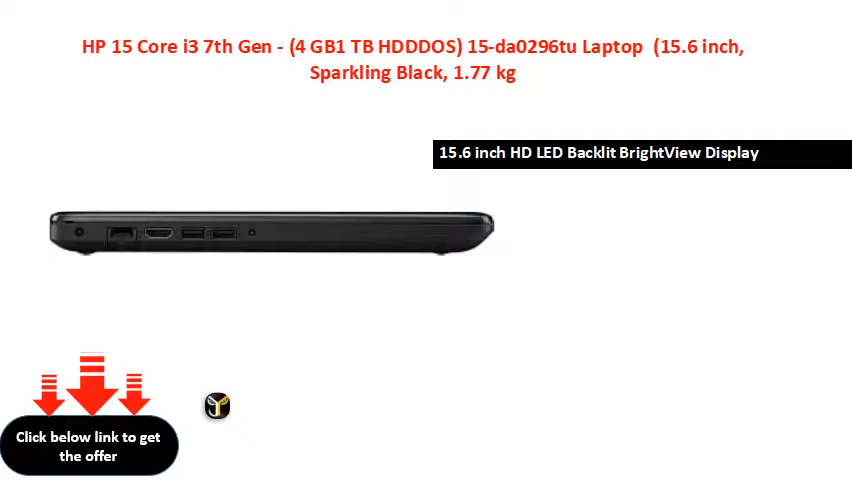 HP 15 Core i3 7th Gen - (4 GB1 TB HDDDOS) 15-da0296tu Laptop (15.6 inch,
Sparkling Black, 1.77 kg
15.6 inch HD LED Backlit BrightView Display
Click below link to get
the offer